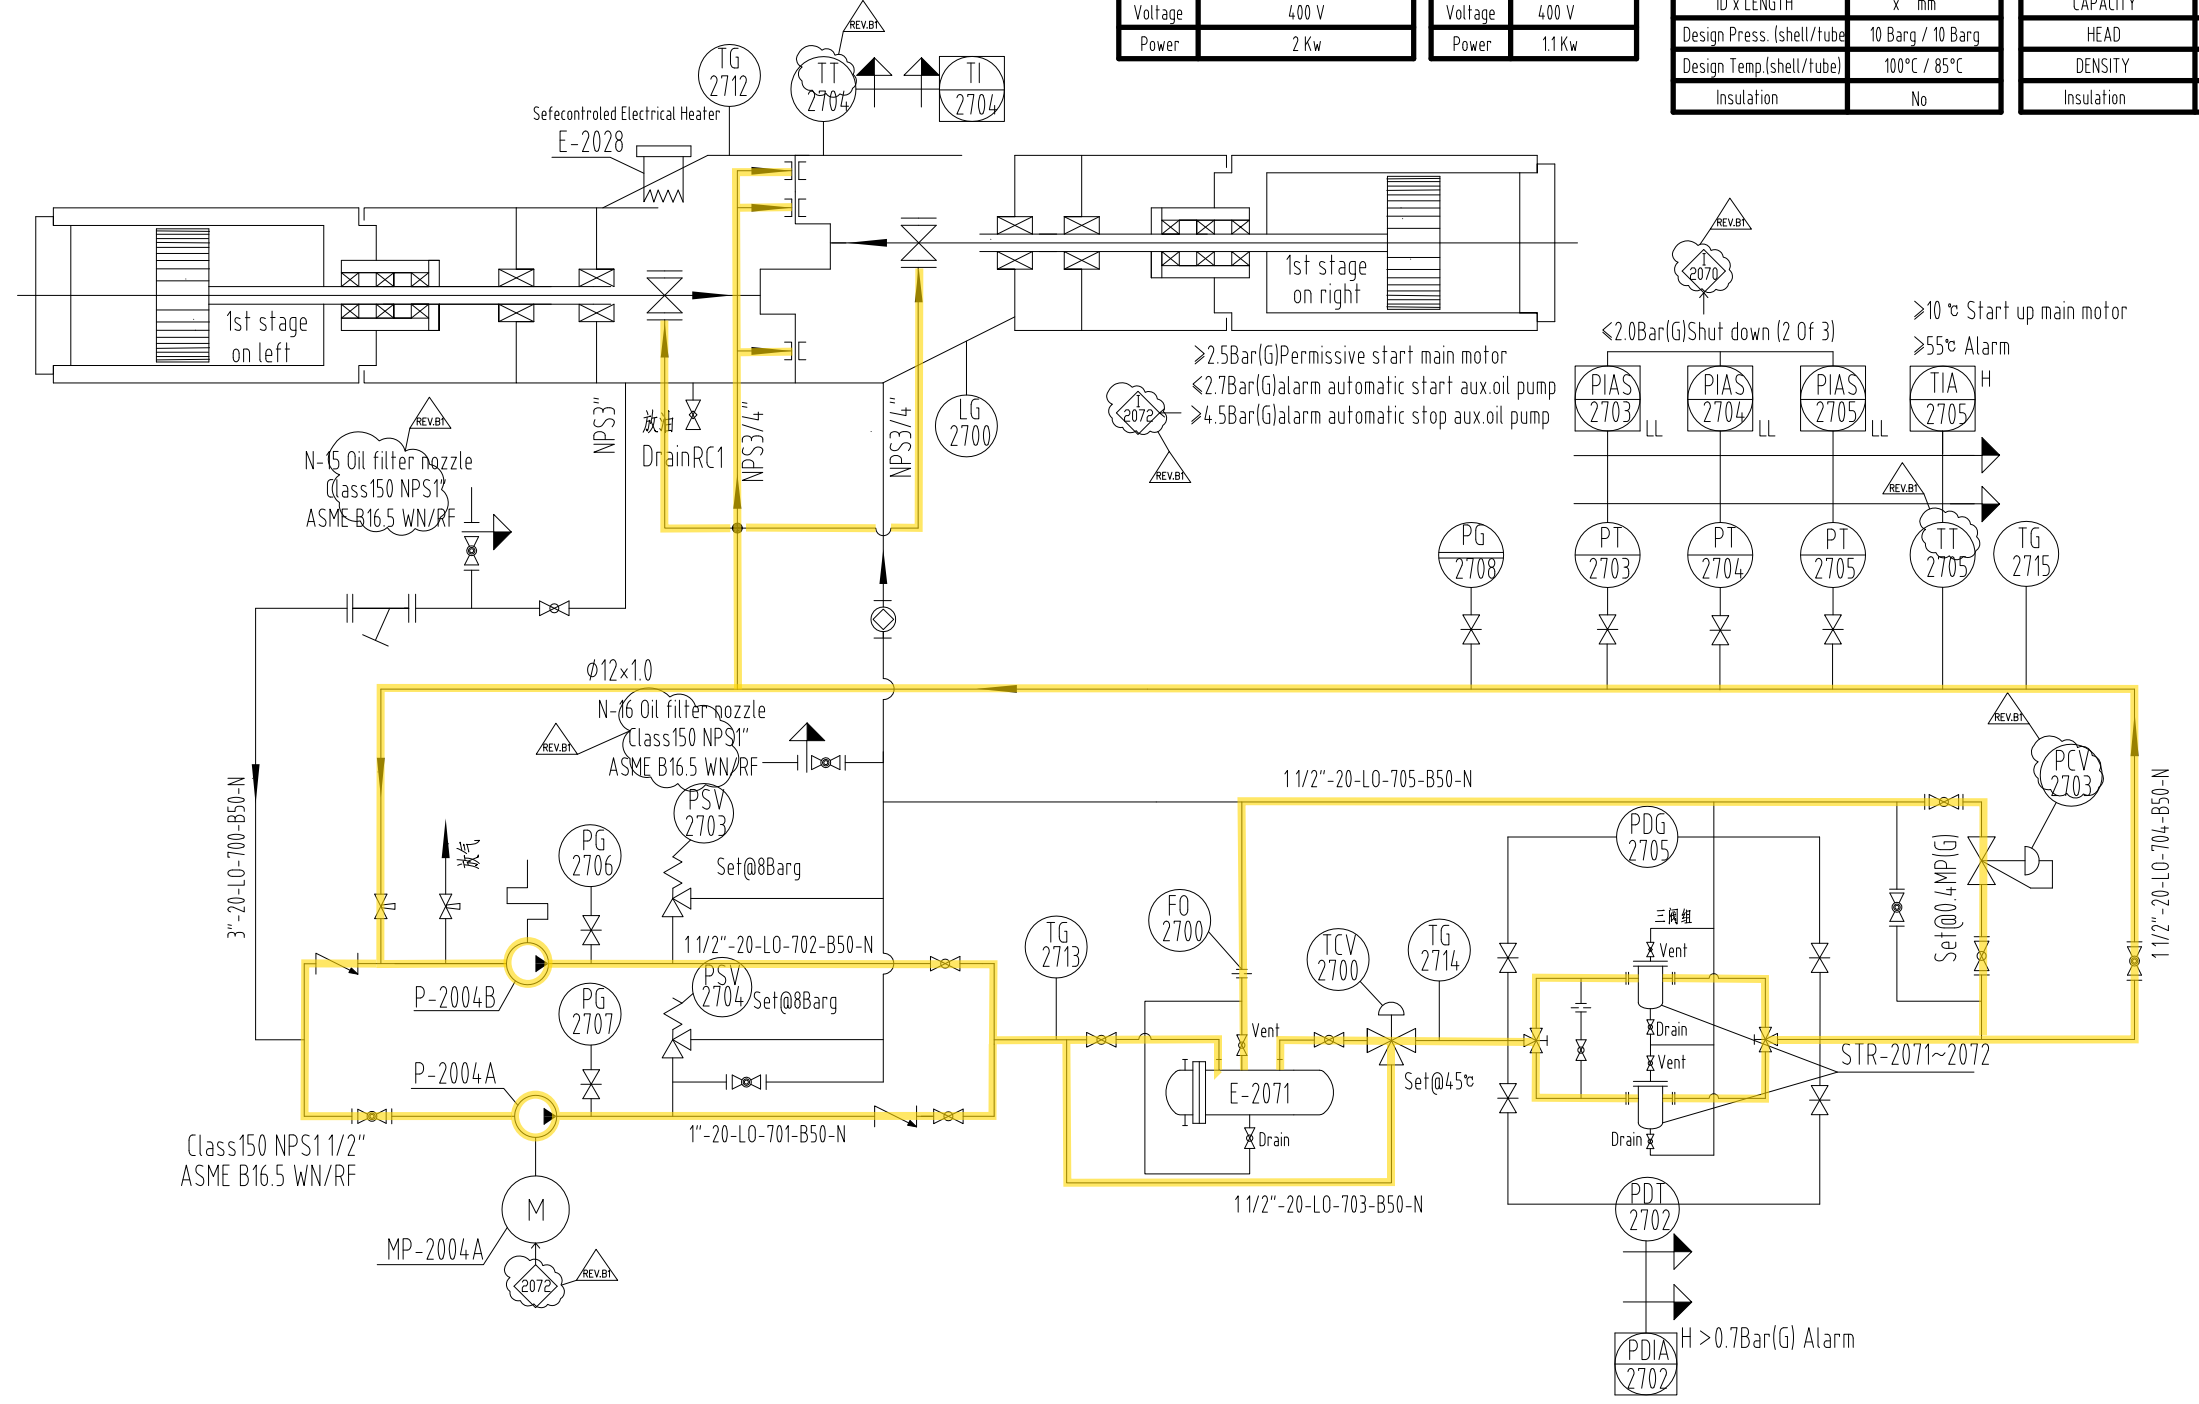 Voltage 400 V
Power 2 Kw
Voltage 400 V
Power 1.1 Kw
ID x LENGTH x mm
Design Press. (shell/tube 10 Barg / 10 Barg
Design Temp.(shell/tube) 100°C / 85°C
Insulation No
CAPACITY
HEAD
DENSITY
Insulation
REV.B1
TG
2712
TT
2704
TI
2704
Sefecontroled Electrical Heater
E-2028
1st stage
on left
1st stage
on right
REV.B1
I
2070
≤2.0Bar(G)Shut down (2 Of 3)
≥10 ℃ Start up main motor
≥55℃ Alarm
≥2.5Bar(G)Permissive start main motor
≤2.7Bar(G)alarm automatic start aux.oil pump
≥4.5Bar(G)alarm automatic stop aux.oil pump
I
2072
REV.B1
PIAS
2703
LL
PIAS
2704
LL
PIAS
2705
LL
TIA
2705
H
LG
2700
NPS3"
放油
DrainRC1
NPS3/4"
NPS3/4"
REV.B1
N-15 Oil filter nozzle
Class150 NPS1"
ASME B16.5 WN/RF
REV.B1
PG
2708
PT
2703
PT
2704
PT
2705
TT
2705
TG
2715
ϕ12×1.0
N-16 Oil filter nozzle
Class150 NPS1"
ASME B16.5 WN/RF
REV.B1
REV.B1
PCV
2703
3"-20-LO-700-B50-N
放气
PG
2706
PSV
2703
Set@8Barg
1 1/2"-20-LO-705-B50-N
PDG
2705
Set@0.4MP(G)
1 1/2"-20-LO-704-B50-N
1 1/2"-20-LO-702-B50-N
TG
2713
FO
2700
TCV
2700
TG
2714
三阀组
Vent
P-2004B
PG
2707
PSV
2704
Set@8Barg
Vent
Drain
Vent
STR-2071~2072
P-2004A
E-2071
Set@45℃
Drain
Drain
1"-20-LO-701-B50-N
Class150 NPS1 1/2"
ASME B16.5 WN/RF
1 1/2"-20-LO-703-B50-N
M
MP-2004A
2072
REV.B1
PDT
2702
PDIA
2702
H >0.7Bar(G) Alarm